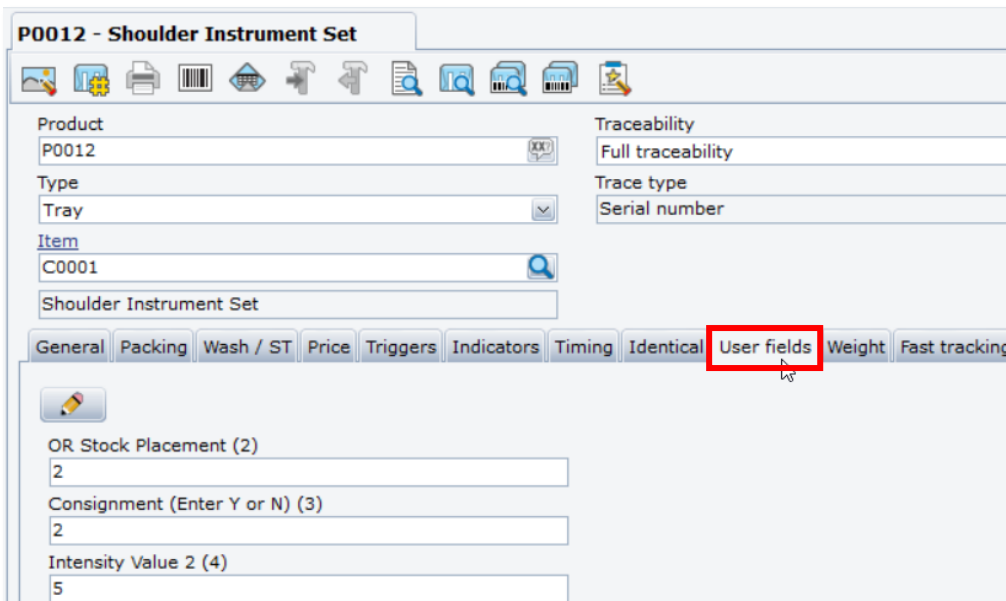 P0012 - Shoulder Instrument Set
Product
Traceability
P0012
Full traceability
Type
Trace type
Tray
Serial number
Item
C0001
Shoulder Instrument Set
General Packing Wash / ST Price Triggers Indicators Timing Identical User fields Weight Fast tracking
OR Stock Placement (2)
2
Consignment (Enter Y or N) (3)
2
Intensity Value 2 (4)
5